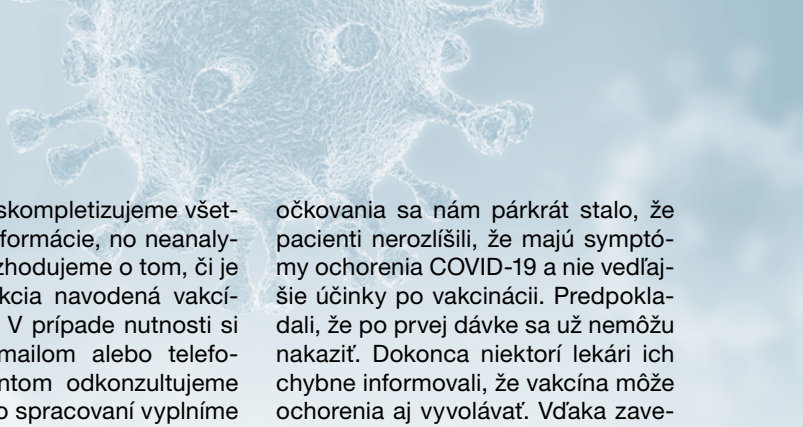 skompletizujeme všet-
formácie, no neanaly-
zhodujeme o tom, či je
kcia navodená vakcí-
V prípade nutnosti si
mailom alebo telefo-
ntom odkonzultujeme
o spracovaní vyplníme
očkovania sa nám párkrát stalo, že
pacienti nerozlíšili, že majú symptó-
my ochorenia COVID-19 a nie vedľaj-
šie účinky po vakcinácii. Predpokla-
dali, že po prvej dávke sa už nemôžu
nakaziť. Dokonca niektorí lekári ich
chybne informovali, že vakcína môže
ochorenia aj vyvolávať. Vďaka zave-